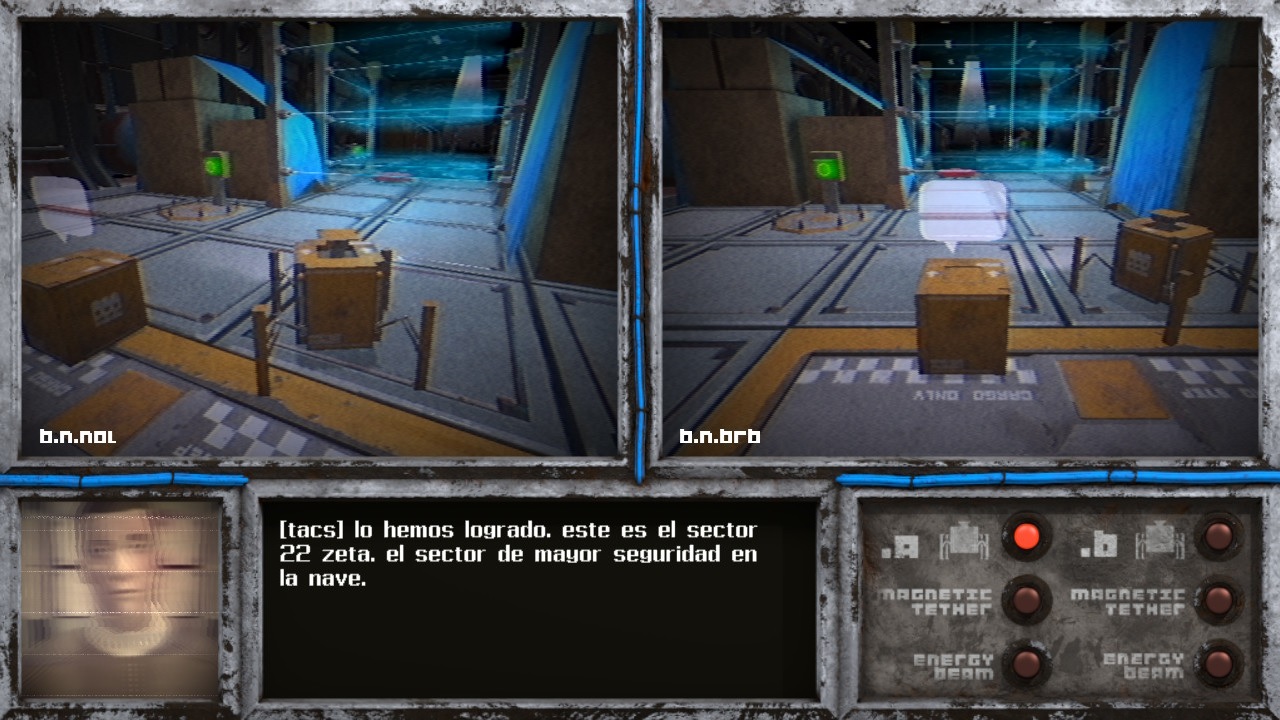 CARGO ONLY
b.n.nal
b.n.brb
[tacs] lo hemos logrado. este es el sector
22 zeta. el sector de mayor seguridad en
la nave.
.a
.b
MAGNETIC
TETHER
MAGNETIC
TETHER
ENERGY
BEAM
ENERGY
BEAM